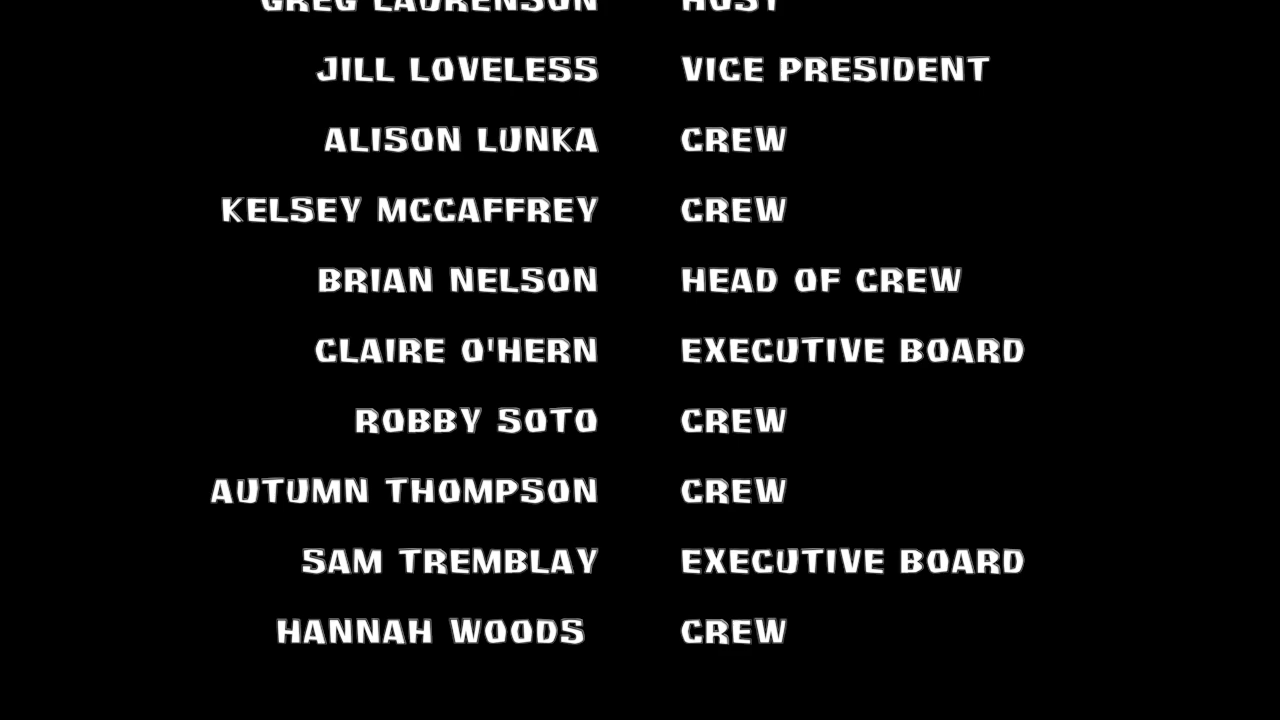 GREG LAURENSON HOST
JILL LOVELESS VICE PRESIDENT
ALISON LUNKA CREW
KELSEY MCCAFFREY CREW
BRIAN NELSON HEAD OF CREW
CLAIRE O'HERN EXECUTIVE BOARD
ROBBY SOTO CREW
AUTUMN THOMPSON CREW
SAM TREMBLAY EXECUTIVE BOARD
HANNAH WOODS CREW